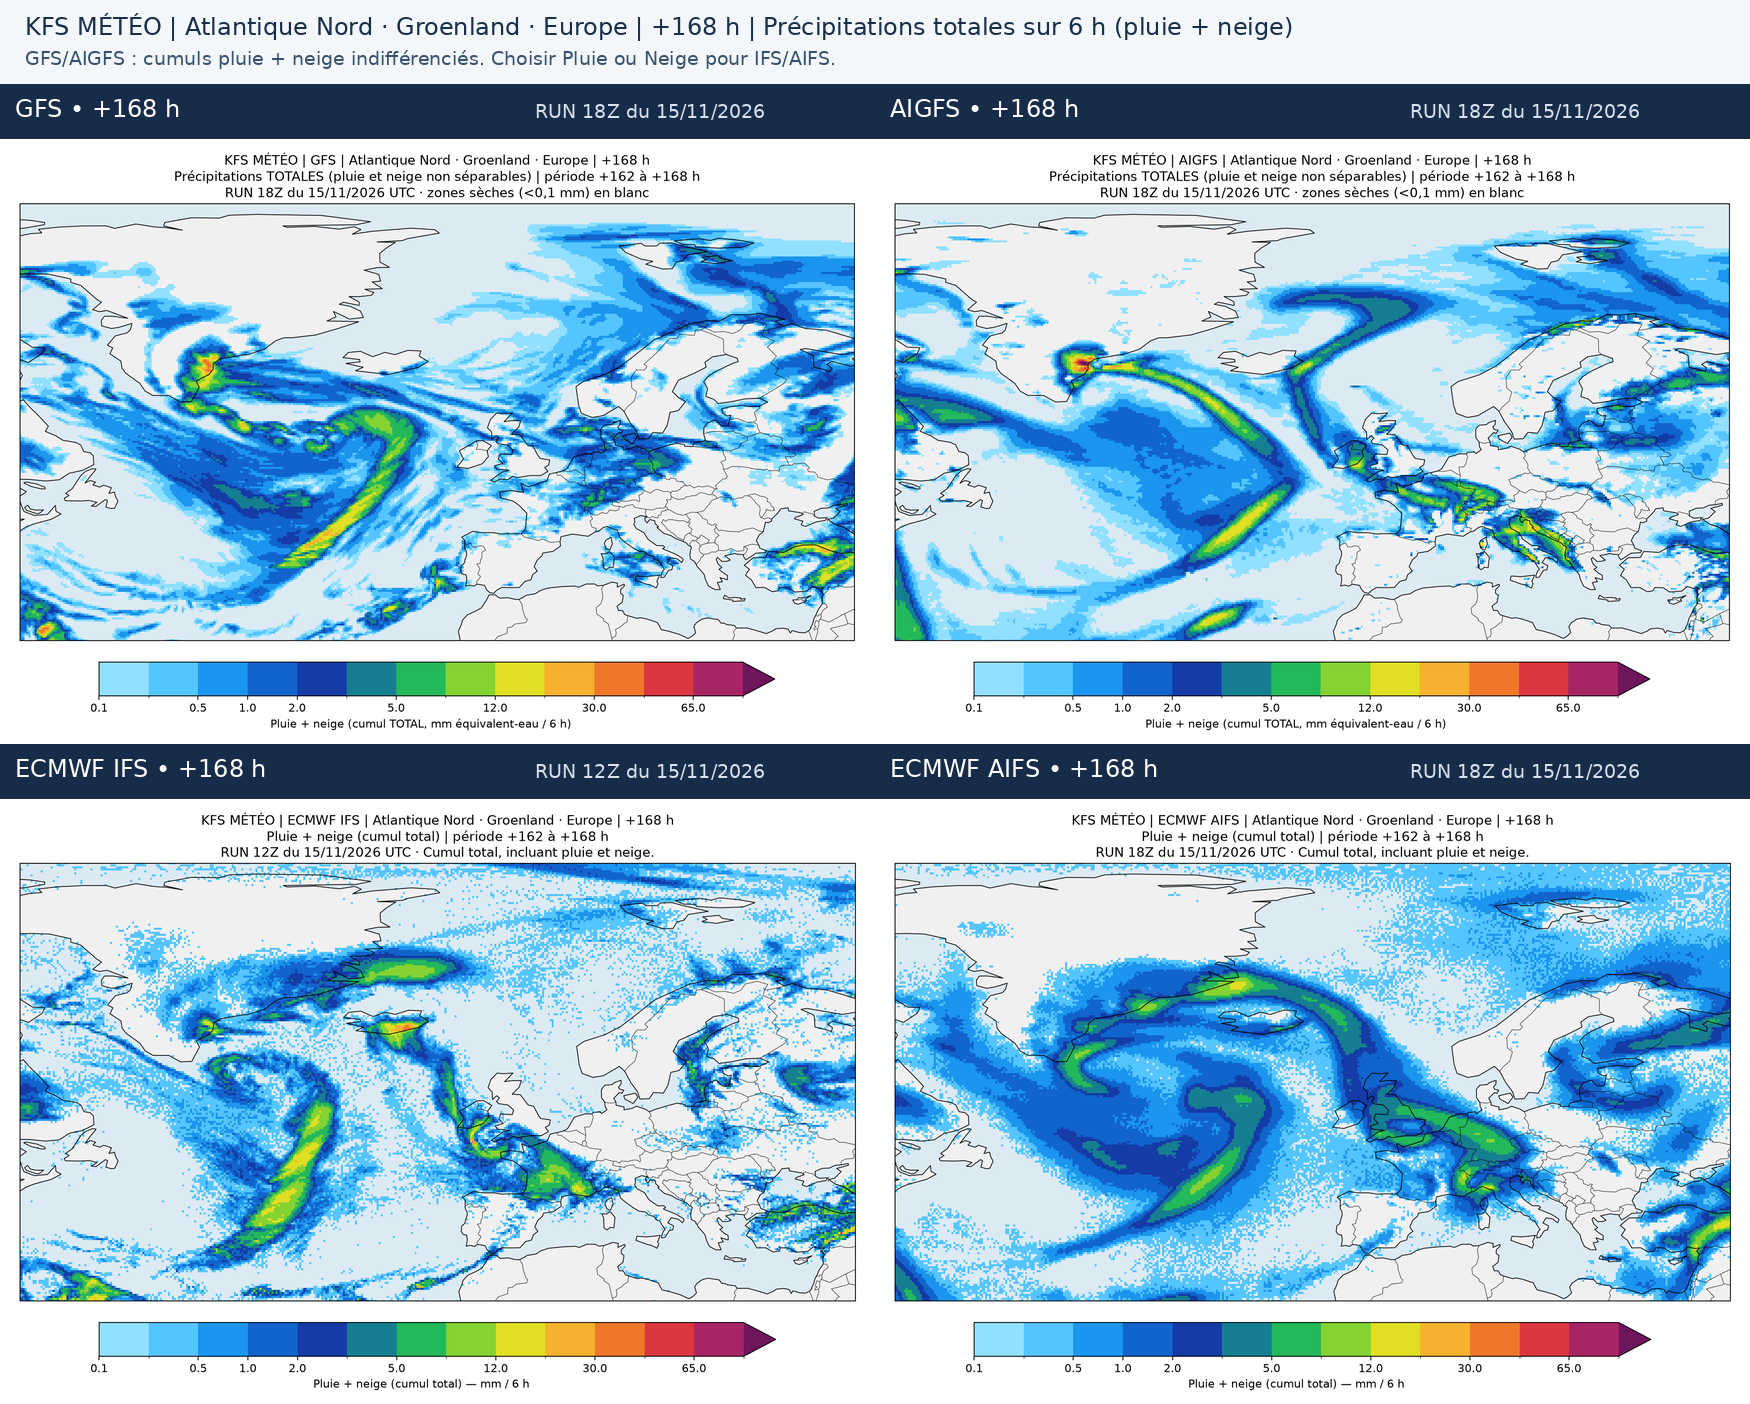 KFS MÉTÉO | Atlantique Nord · Groenland · Europe | +168 h | Précipitations totales sur 6 h (pluie + neige)
GFS/AIGFS : cumuls pluie + neige indifférenciés. Choisir Pluie ou Neige pour IFS/AIFS.
GFS • +168 h
RUN 18Z du 15/11/2026
AIGFS • +168 h
RUN 18Z du 15/11/2026
KFS MÉTÉO | GFS | Atlantique Nord · Groenland · Europe | +168 h
Précipitations TOTALES (pluie et neige non séparables) | période +162 à +168 h
RUN 18Z du 15/11/2026 UTC · zones sèches (<0,1 mm) en blanc
KFS MÉTÉO | AIGFS | Atlantique Nord · Groenland · Europe | +168 h
Précipitations TOTALES (pluie et neige non séparables) | période +162 à +168 h
RUN 18Z du 15/11/2026 UTC · zones sèches (<0,1 mm) en blanc
0.1 0.5 1.0 2.0 5.0 12.0 30.0 65.0
Pluie + neige (cumul TOTAL, mm équivalent-eau / 6 h)
0.1 0.5 1.0 2.0 5.0 12.0 30.0 65.0
Pluie + neige (cumul TOTAL, mm équivalent-eau / 6 h)
ECMWF IFS • +168 h
RUN 12Z du 15/11/2026
ECMWF AIFS • +168 h
RUN 18Z du 15/11/2026
KFS MÉTÉO | ECMWF IFS | Atlantique Nord · Groenland · Europe | +168 h
Pluie + neige (cumul total) | période +162 à +168 h
RUN 12Z du 15/11/2026 UTC · Cumul total, incluant pluie et neige.
KFS MÉTÉO | ECMWF AIFS | Atlantique Nord · Groenland · Europe | +168 h
Pluie + neige (cumul total) | période +162 à +168 h
RUN 18Z du 15/11/2026 UTC · Cumul total, incluant pluie et neige.
0.1 0.5 1.0 2.0 5.0 12.0 30.0 65.0
Pluie + neige (cumul total) — mm / 6 h
0.1 0.5 1.0 2.0 5.0 12.0 30.0 65.0
Pluie + neige (cumul total) — mm / 6 h